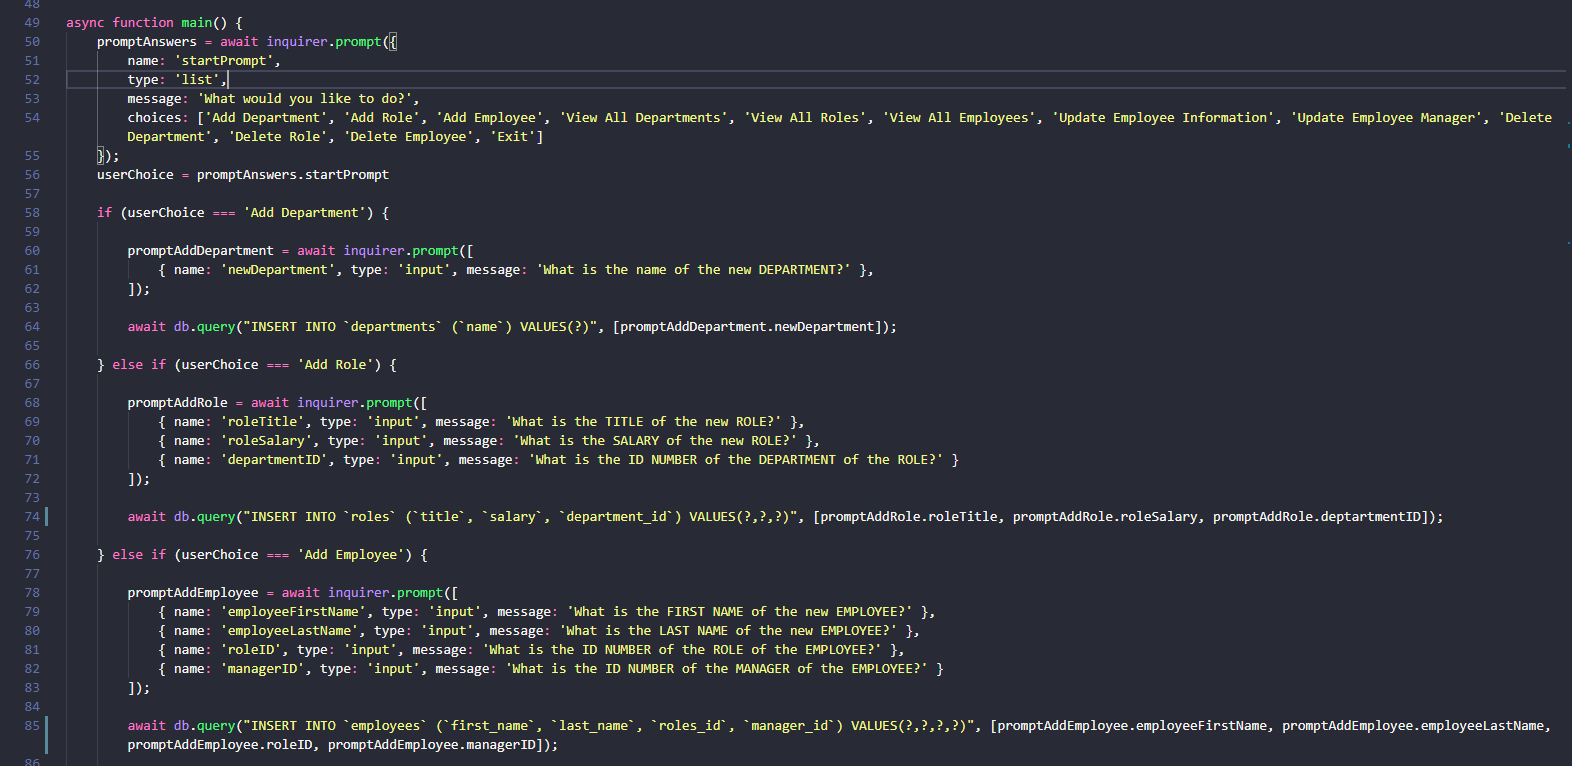 48
49 async function main() {
50 promptAnswers = await inquirer.prompt({
51 name: 'startPrompt',
52 type: 'list',
53 message: 'What would you like to do?',
54 choices: ['Add Department', 'Add Role', 'Add Employee', 'View All Departments', 'View All Roles', 'View All Employees', 'Update Employee Information', 'Update Employee Manager', 'Delete
Department', 'Delete Role', 'Delete Employee', 'Exit']
55 });
56 userChoice = promptAnswers.startPrompt
57
58 if (userChoice === 'Add Department') {
59
60 promptAddDepartment = await inquirer.prompt([
61 { name: 'newDepartment', type: 'input', message: 'What is the name of the new DEPARTMENT?' },
62 ]);
63
64 await db.query("INSERT INTO `departments` (`name`) VALUES(?)", [promptAddDepartment.newDepartment]);
65
66 } else if (userChoice === 'Add Role') {
67
68 promptAddRole = await inquirer.prompt([
69 { name: 'roleTitle', type: 'input', message: 'What is the TITLE of the new ROLE?' },
70 { name: 'roleSalary', type: 'input', message: 'What is the SALARY of the new ROLE?' },
71 { name: 'departmentID', type: 'input', message: 'What is the ID NUMBER of the DEPARTMENT of the ROLE?' }
72 ]);
73
74 await db.query("INSERT INTO `roles` (`title`, `salary`, `department_id`) VALUES(?,?,?)", [promptAddRole.roleTitle, promptAddRole.roleSalary, promptAddRole.deptartmentID]);
75
76 } else if (userChoice === 'Add Employee') {
77
78 promptAddEmployee = await inquirer.prompt([
79 { name: 'employeeFirstName', type: 'input', message: 'What is the FIRST NAME of the new EMPLOYEE?' },
80 { name: 'employeeLastName', type: 'input', message: 'What is the LAST NAME of the new EMPLOYEE?' },
81 { name: 'roleID', type: 'input', message: 'What is the ID NUMBER of the ROLE of the EMPLOYEE?' },
82 { name: 'managerID', type: 'input', message: 'What is the ID NUMBER of the MANAGER of the EMPLOYEE?' }
83 ]);
84
85 await db.query("INSERT INTO `employees` (`first_name`, `last_name`, `roles_id`, `manager_id`) VALUES(?,?,?,?)", [promptAddEmployee.employeeFirstName, promptAddEmployee.employeeLastName,
promptAddEmployee.roleID, promptAddEmployee.managerID]);
86